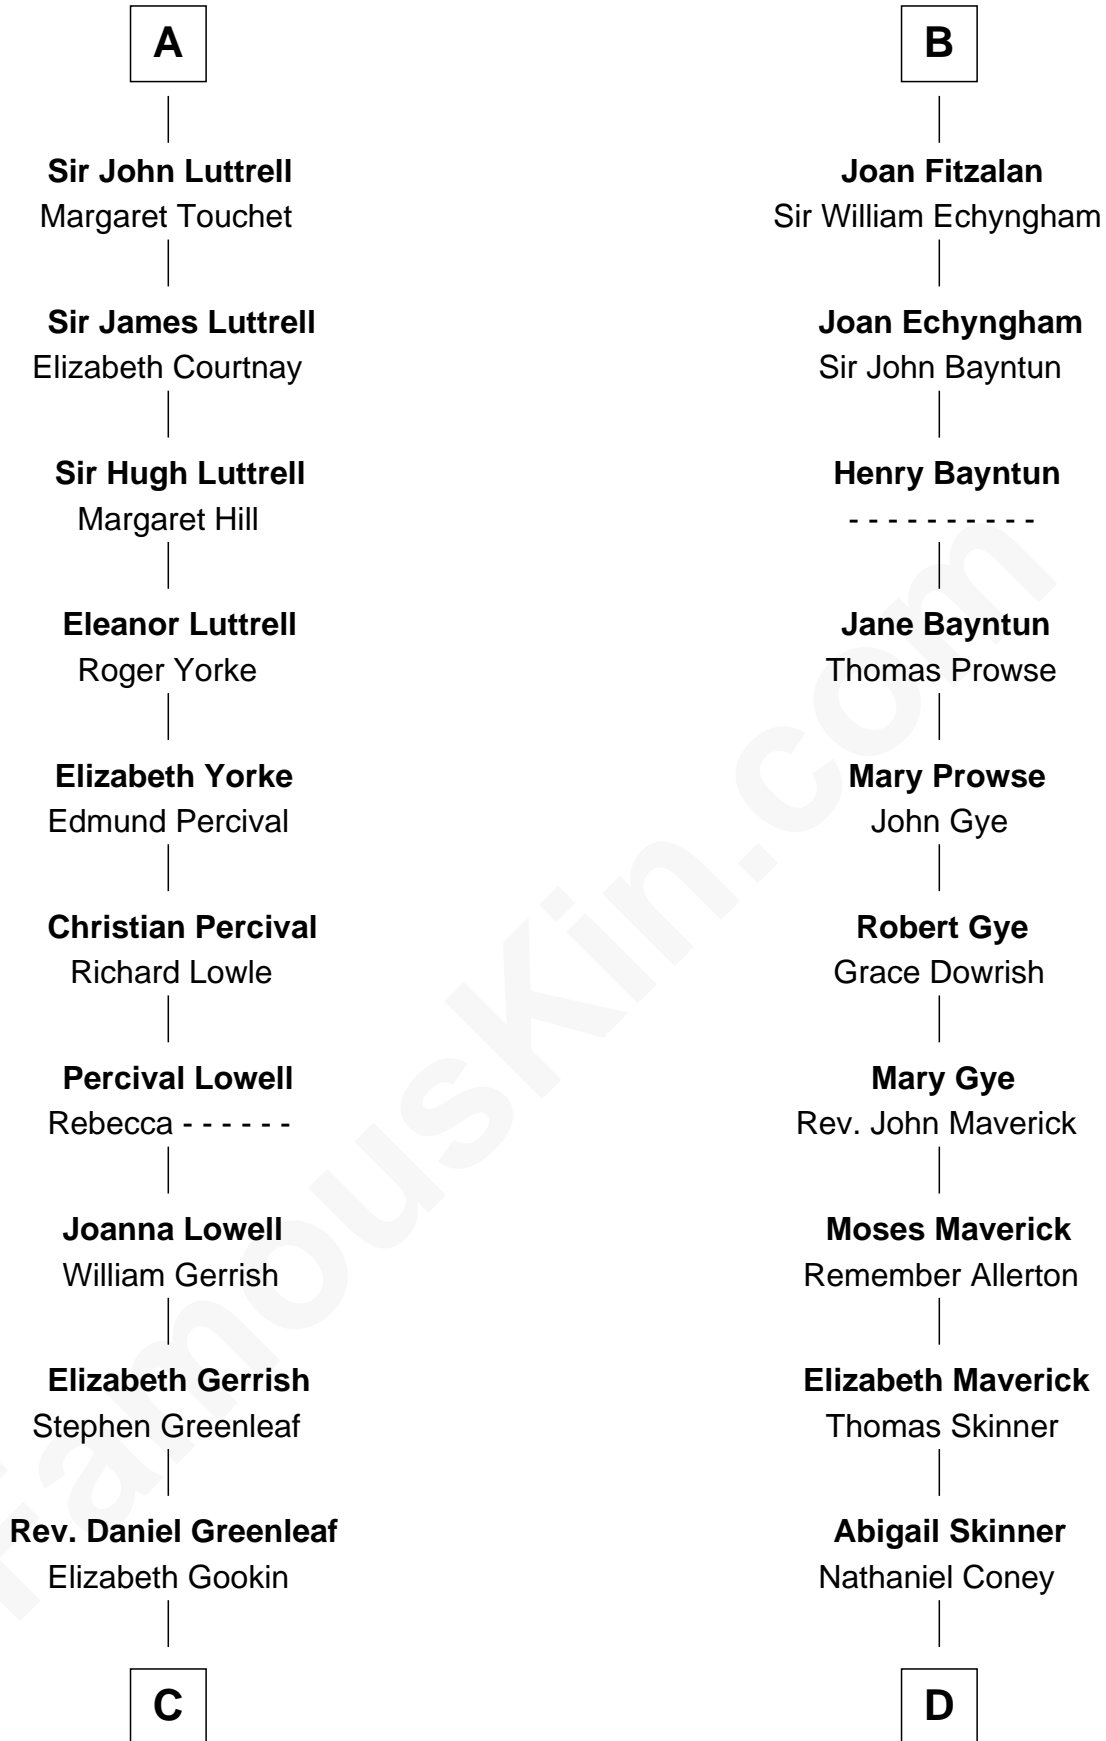 A
Sir John Luttrell
Margaret Touchet
Sir James Luttrell
Elizabeth Courtnay
Sir Hugh Luttrell
Margaret Hill
Eleanor Luttrell
Roger Yorke
Elizabeth Yorke
Edmund Percival
Christian Percival
Richard Lowle
Percival Lowell
Rebecca - - - - - -
Joanna Lowell
William Gerrish
Elizabeth Gerrish
Stephen Greenleaf
Rev. Daniel Greenleaf
Elizabeth Gookin
C
B
Joan Fitzalan
Sir William Echyngham
Joan Echyngham
Sir John Bayntun
Henry Bayntun
- - - - - - - - - -
Jane Bayntun
Thomas Prowse
Mary Prowse
John Gye
Robert Gye
Grace Dowrish
Mary Gye
Rev. John Maverick
Moses Maverick
Remember Allerton
Elizabeth Maverick
Thomas Skinner
Abigail Skinner
Nathaniel Coney
D
FamousKin.com